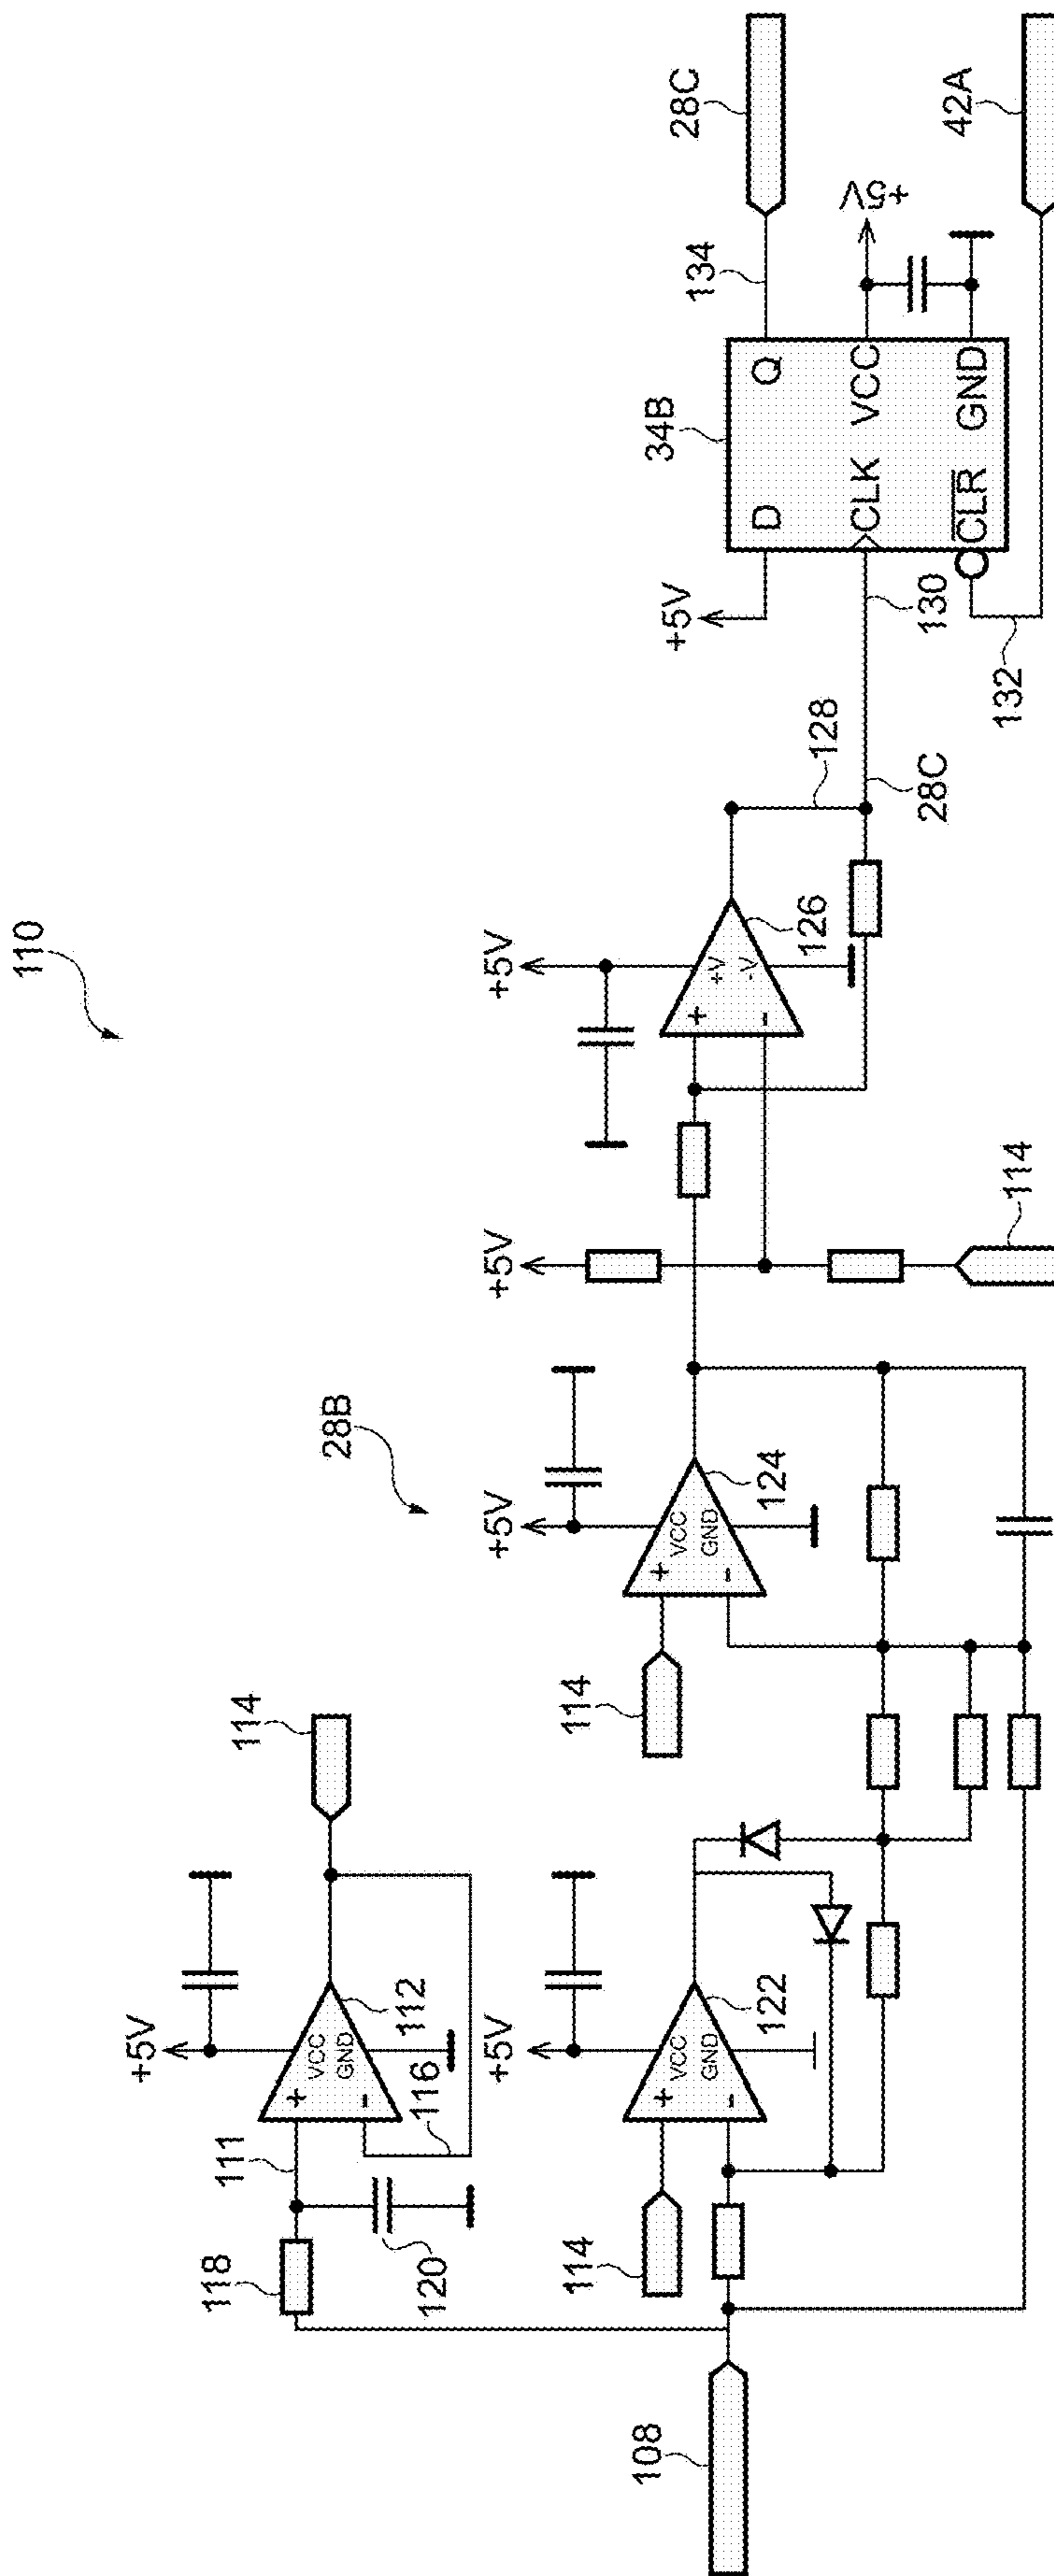 110
28B
+5V
114
111
112
VCC
GND
+
-
116
118
120
+5V
122
VCC
GND
+
-
114
108
+5V
124
VCC
GND
+
-
114
+5V
114
+5V
126
+V
-V
+
-
128
28C
130
+5V
34B
D
Q
CLK
VCC
CLR
GND
132
134
+5V
28C
42A